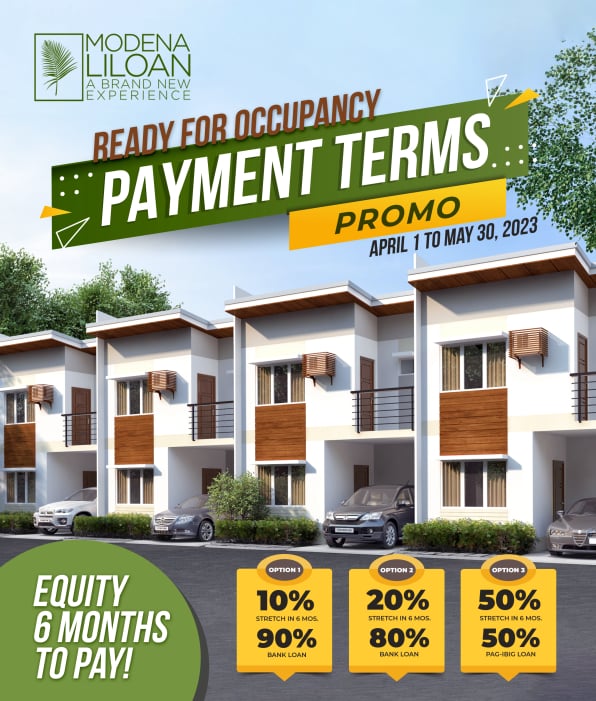 MODENA
LILOAN
A BRAND NEW
EXPERIENCE
READY FOR OCCUPANCY
PAYMENT TERMS
PROMO
APRIL 1 TO MAY 30, 2023
EQUITY
6 MONTHS
TO PAY!
OPTION 1
10%
STRETCH IN 6 MOS.
90%
BANK LOAN
OPTION 2
20%
STRETCH IN 6 MOS.
80%
BANK LOAN
OPTION 3
50%
STRETCH IN 6 MOS.
50%
PAG-IBIG LOAN